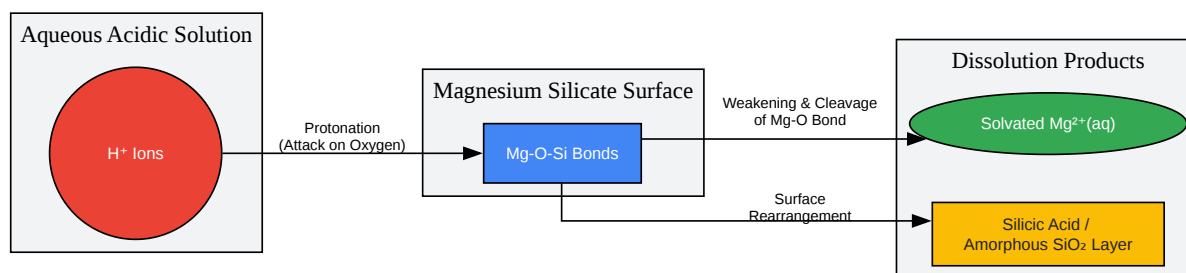 Aqueous Acidic Solution
H⁺ Ions
Protonation
(Attack on Oxygen)
Magnesium Silicate Surface
Mg-O-Si Bonds
Weakening & Cleavage
of Mg-O Bond
Surface
Rearrangement
Dissolution Products
Solvated Mg²⁺(aq)
Silicic Acid /
Amorphous SiO₂ Layer